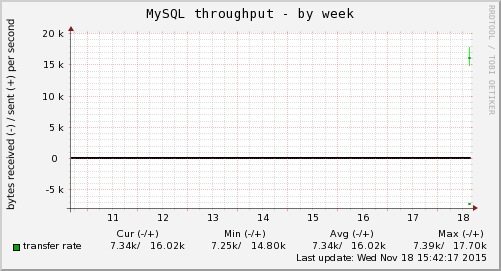 MySQL throughput - by week
RRDTOOL / TOBI OETIKER
bytes received (-) / sent (+) per second
20 k
15 k
10 k
5 k
0
-5 k
11 12 13 14 15 16 17 18
Cur (-/+) Min (-/+) Avg (-/+) Max (-/+)
transfer rate 7.34k/ 16.02k 7.25k/ 14.80k 7.34k/ 16.02k 7.39k/ 17.70k
Last update: Wed Nov 18 15:42:17 2015